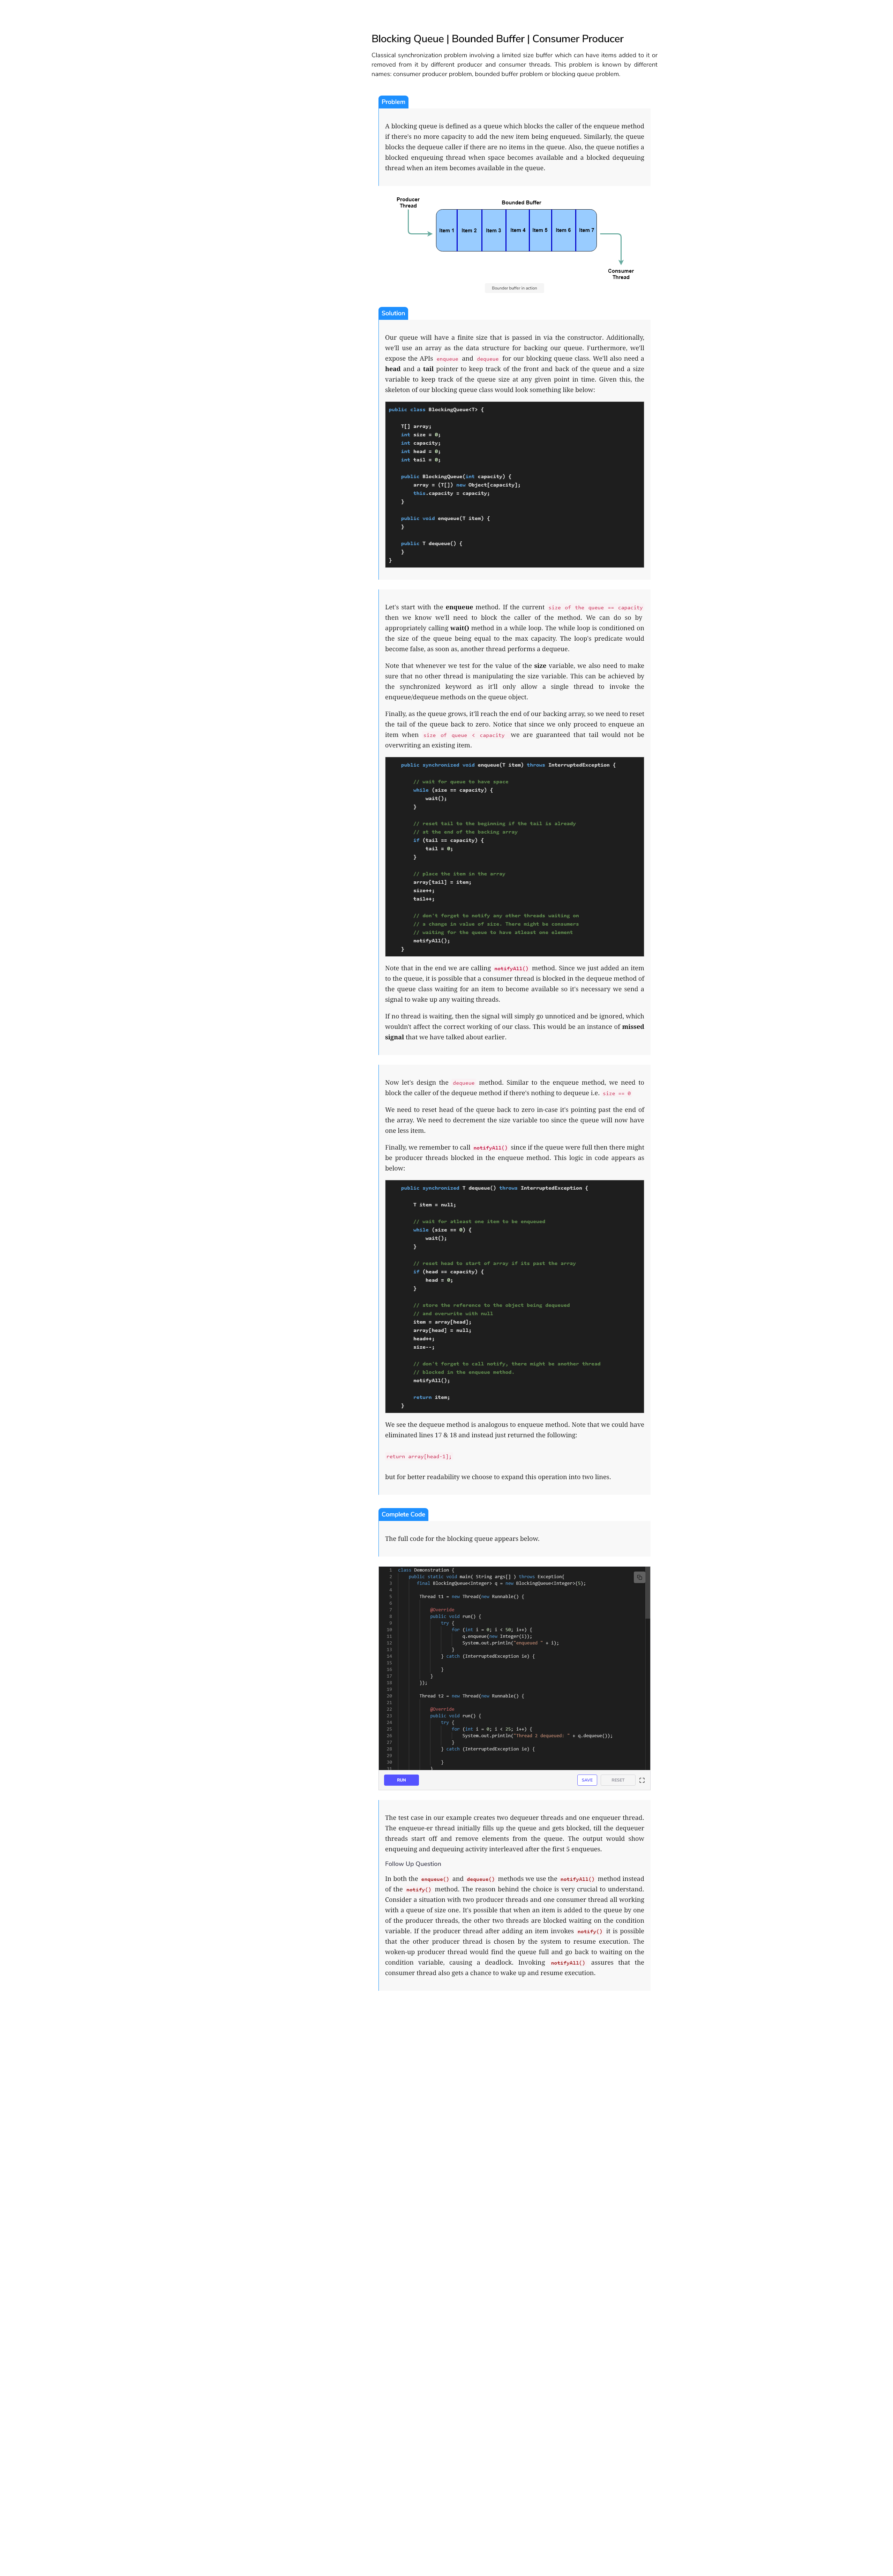 Blocking Queue | Bounded Buffer | Consumer Producer
Classical synchronization problem involving a limited size buffer which can have items added to it or
removed from it by different producer and consumer threads. This problem is known by different
names: consumer producer problem, bounded buffer problem or blocking queue problem.
Problem
A blocking queue is defined as a queue which blocks the caller of the enqueue method
if there's no more capacity to add the new item being enqueued. Similarly, the queue
blocks the dequeue caller if there are no items in the queue. Also, the queue notifies a
blocked enqueuing thread when space becomes available and a blocked dequeuing
thread when an item becomes available in the queue.
Producer
Thread
Bounded Buffer
Item 1 Item 2 Item 3 Item 4 Item 5 Item 6 Item 7
Consumer
Thread
Bounder buffer in action
Solution
Our queue will have a finite size that is passed in via the constructor. Additionally,
we'll use an array as the data structure for backing our queue. Furthermore, we'll
expose the APIs enqueue and dequeue for our blocking queue class. We'll also need a
head and a tail pointer to keep track of the front and back of the queue and a size
variable to keep track of the queue size at any given point in time. Given this, the
skeleton of our blocking queue class would look something like below:
public class BlockingQueue<T> {
T[] array;
int size = 0;
int capacity;
int head = 0;
int tail = 0;
public BlockingQueue(int capacity) {
array = (T[]) new Object[capacity];
this.capacity = capacity;
}
public void enqueue(T item) {
}
public T dequeue() {
}
}
Let's start with the enqueue method. If the current size of the queue == capacity
then we know we'll need to block the caller of the method. We can do so by
appropriately calling wait() method in a while loop. The while loop is conditioned on
the size of the queue being equal to the max capacity. The loop's predicate would
become false, as soon as, another thread performs a dequeue.
Note that whenever we test for the value of the size variable, we also need to make
sure that no other thread is manipulating the size variable. This can be achieved by
the synchronized keyword as it'll only allow a single thread to invoke the
enqueue/dequeue methods on the queue object.
Finally, as the queue grows, it'll reach the end of our backing array, so we need to reset
the tail of the queue back to zero. Notice that since we only proceed to enqueue an
item when size of queue < capacity we are guaranteed that tail would not be
overwriting an existing item.
public synchronized void enqueue(T item) throws InterruptedException {
// wait for queue to have space
while (size == capacity) {
wait();
}
// reset tail to the beginning if the tail is already
// at the end of the backing array
if (tail == capacity) {
tail = 0;
}
// place the item in the array
array[tail] = item;
size++;
tail++;
// don't forget to notify any other threads waiting on
// a change in value of size. There might be consumers
// waiting for the queue to have atleast one element
notifyAll();
}
Note that in the end we are calling notifyAll() method. Since we just added an item
to the queue, it is possible that a consumer thread is blocked in the dequeue method of
the queue class waiting for an item to become available so it's necessary we send a
signal to wake up any waiting threads.
If no thread is waiting, then the signal will simply go unnoticed and be ignored, which
wouldn't affect the correct working of our class. This would be an instance of missed
signal that we have talked about earlier.
Now let's design the dequeue method. Similar to the enqueue method, we need to
block the caller of the dequeue method if there's nothing to dequeue i.e. size == 0
We need to reset head of the queue back to zero in-case it's pointing past the end of
the array. We need to decrement the size variable too since the queue will now have
one less item.
Finally, we remember to call notifyAll() since if the queue were full then there might
be producer threads blocked in the enqueue method. This logic in code appears as
below:
public synchronized T dequeue() throws InterruptedException {
T item = null;
// wait for atleast one item to be enqueued
while (size == 0) {
wait();
}
// reset head to start of array if its past the array
if (head == capacity) {
head = 0;
}
// store the reference to the object being dequeued
// and overwrite with null
item = array[head];
array[head] = null;
head++;
size--;
// don't forget to call notify, there might be another thread
// blocked in the enqueue method.
notifyAll();
return item;
}
We see the dequeue method is analogous to enqueue method. Note that we could have
eliminated lines 17 & 18 and instead just returned the following:
return array[head-1];
but for better readability we choose to expand this operation into two lines.
Complete Code
The full code for the blocking queue appears below.
1 class Demonstration {
2 public static void main( String args[] ) throws Exception{
3 final BlockingQueue<Integer> q = new BlockingQueue<Integer>(5);
4
5 Thread t1 = new Thread(new Runnable() {
6
7 @Override
8 public void run() {
9 try {
10 for (int i = 0; i < 50; i++) {
11 q.enqueue(new Integer(i));
12 System.out.println("enqueued " + i);
13 }
14 } catch (InterruptedException ie) {
15
16 }
17 }
18 });
19
20 Thread t2 = new Thread(new Runnable() {
21
22 @Override
23 public void run() {
24 try {
25 for (int i = 0; i < 25; i++) {
26 System.out.println("Thread 2 dequeued: " + q.dequeue());
27 }
28 } catch (InterruptedException ie) {
29
30 }
31 }
RUN SAVE RESET
The test case in our example creates two dequeuer threads and one enqueuer thread.
The enqueue-er thread initially fills up the queue and gets blocked, till the dequeuer
threads start off and remove elements from the queue. The output would show
enqueuing and dequeuing activity interleaved after the first 5 enqueues.
Follow Up Question
In both the enqueue() and dequeue() methods we use the notifyAll() method instead
of the notify() method. The reason behind the choice is very crucial to understand.
Consider a situation with two producer threads and one consumer thread all working
with a queue of size one. It's possible that when an item is added to the queue by one
of the producer threads, the other two threads are blocked waiting on the condition
variable. If the producer thread after adding an item invokes notify() it is possible
that the other producer thread is chosen by the system to resume execution. The
woken-up producer thread would find the queue full and go back to waiting on the
condition variable, causing a deadlock. Invoking notifyAll() assures that the
consumer thread also gets a chance to wake up and resume execution.